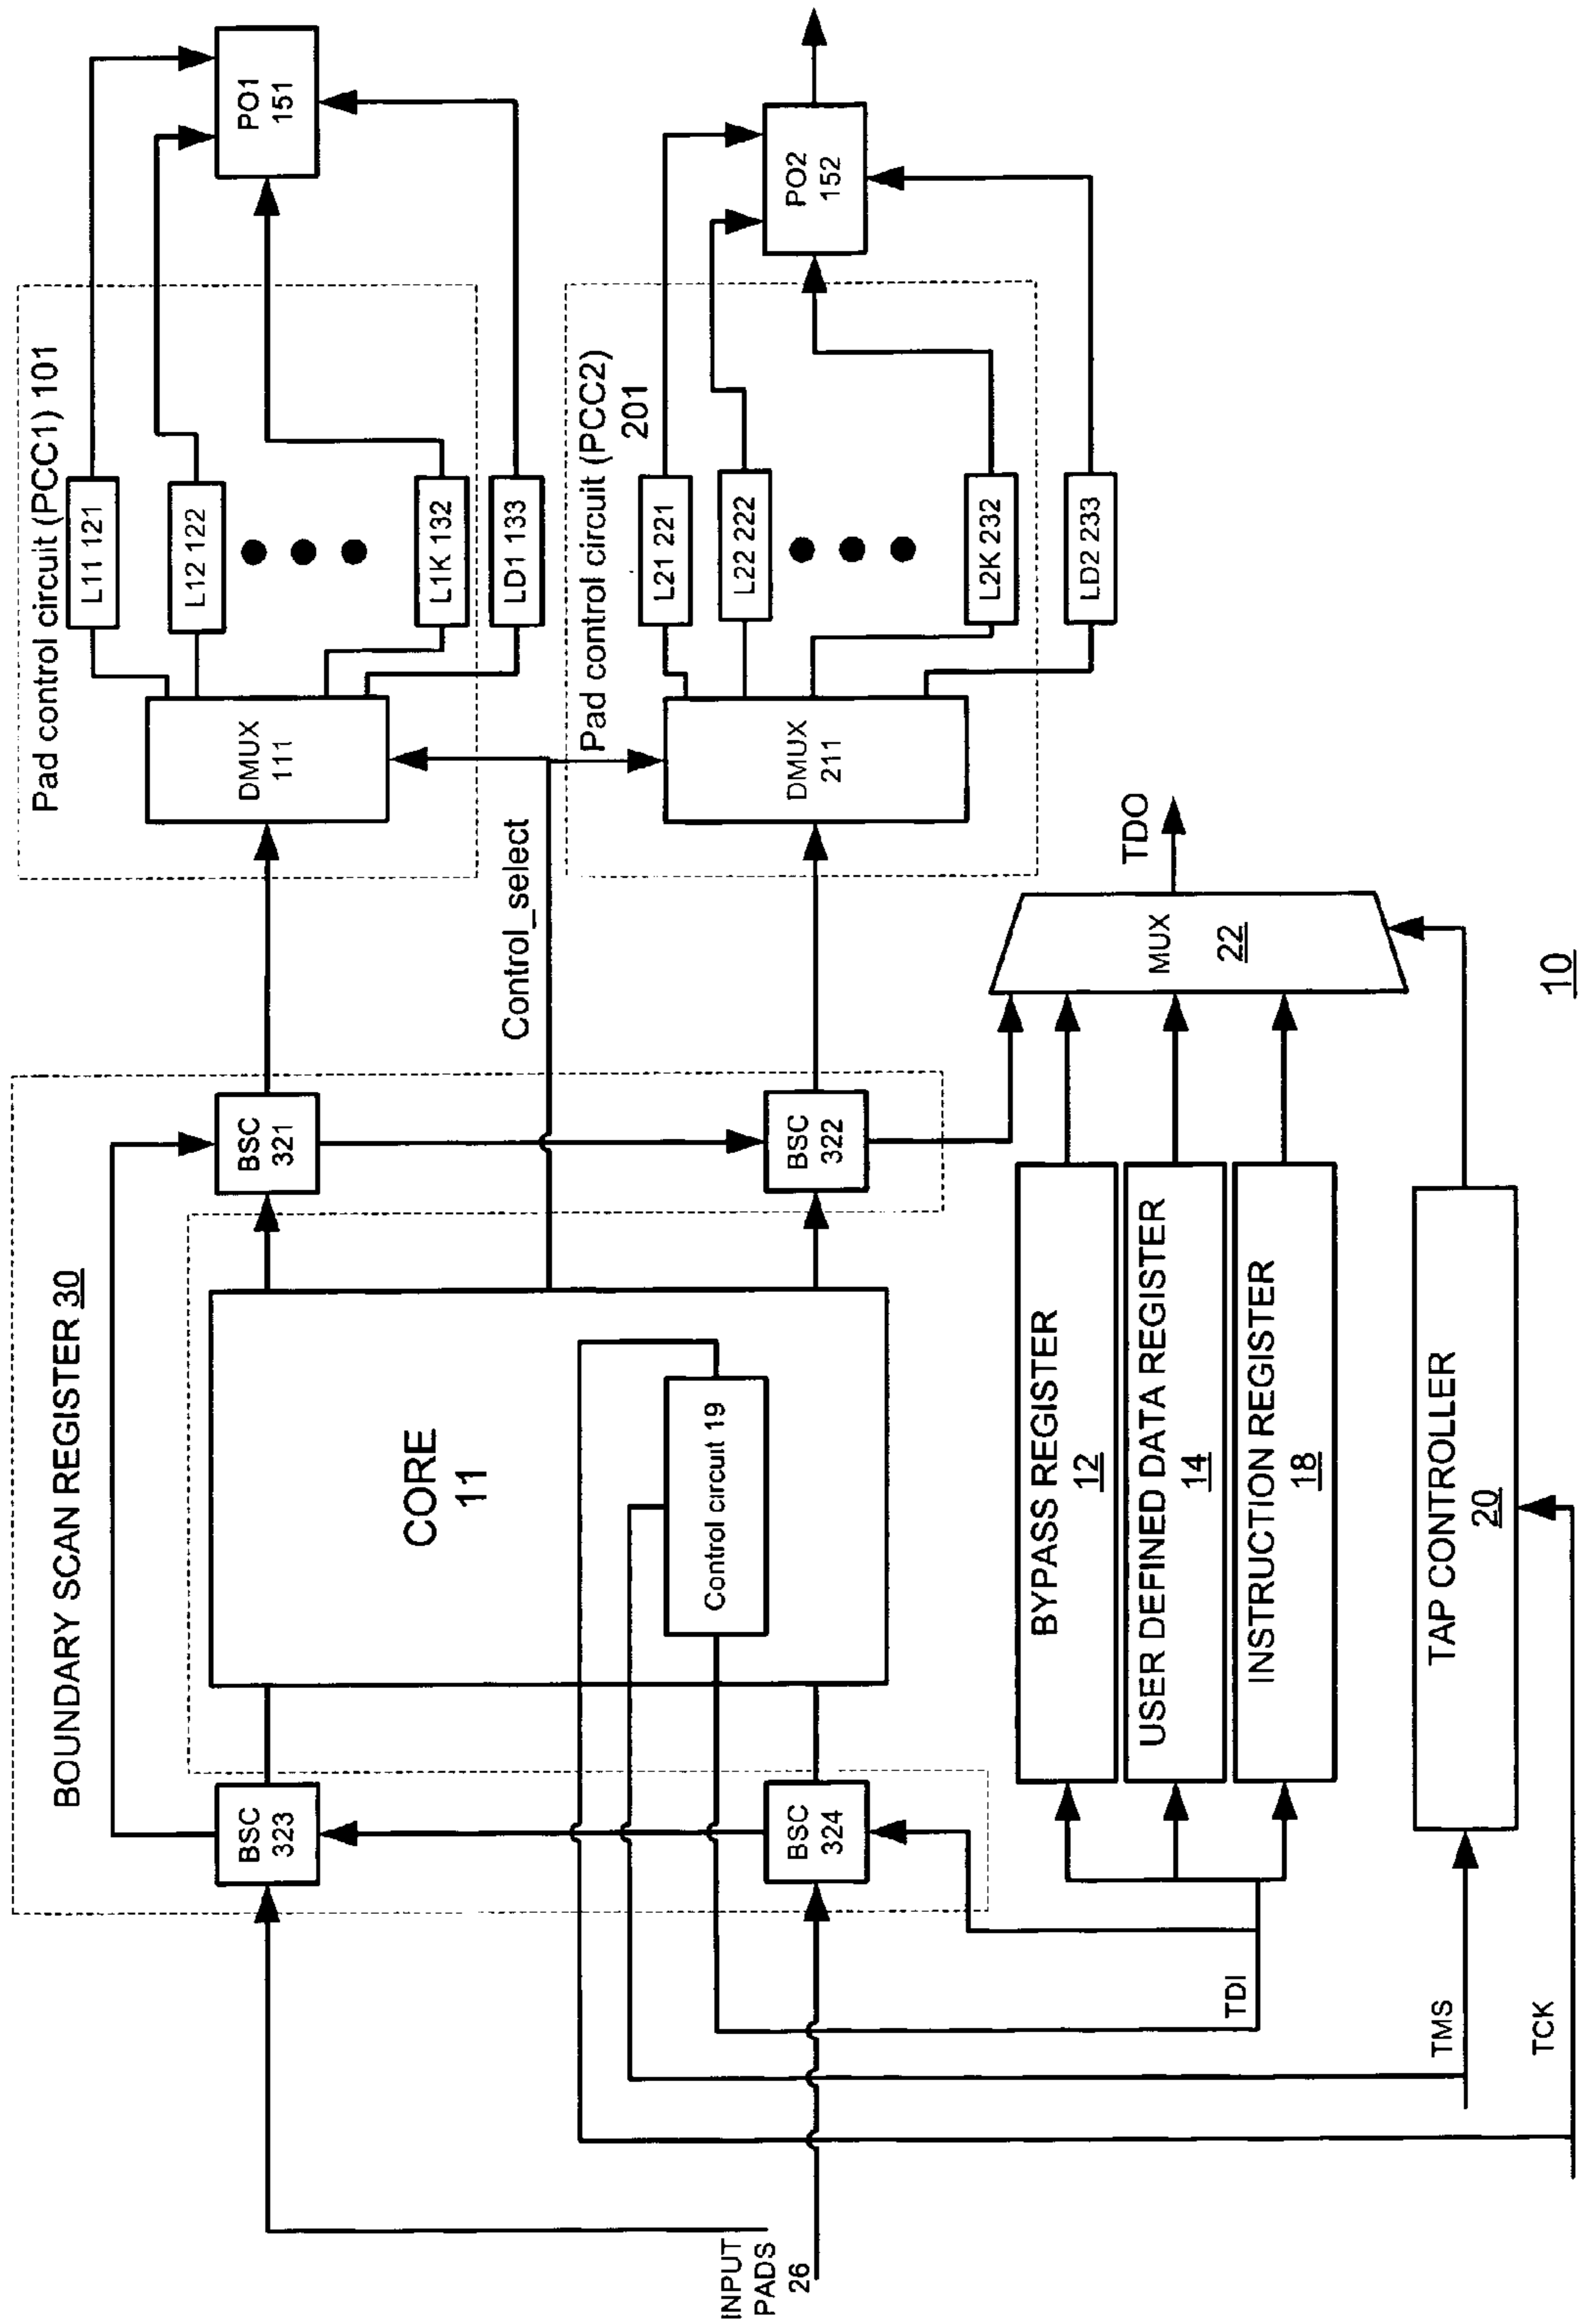 Pad control circuit (PCC1) 101
L11 121
L12 122
L1K 132
LD1 133
DMUX
111
PO1
151
Pad control circuit (PCC2)
201
L21 221
L22 222
L2K 232
LD2 233
DMUX
211
PO2
152
Control_select
BOUNDARY SCAN REGISTER 30
BSC
321
BSC
322
BSC
323
BSC
324
CORE
11
Control circuit 19
BYPASS REGISTER
12
USER DEFINED DATA REGISTER
14
INSTRUCTION REGISTER
18
TAP CONTROLLER
20
MUX
22
TDO
TDI
TMS
TCK
INPUT
PADS
26
10